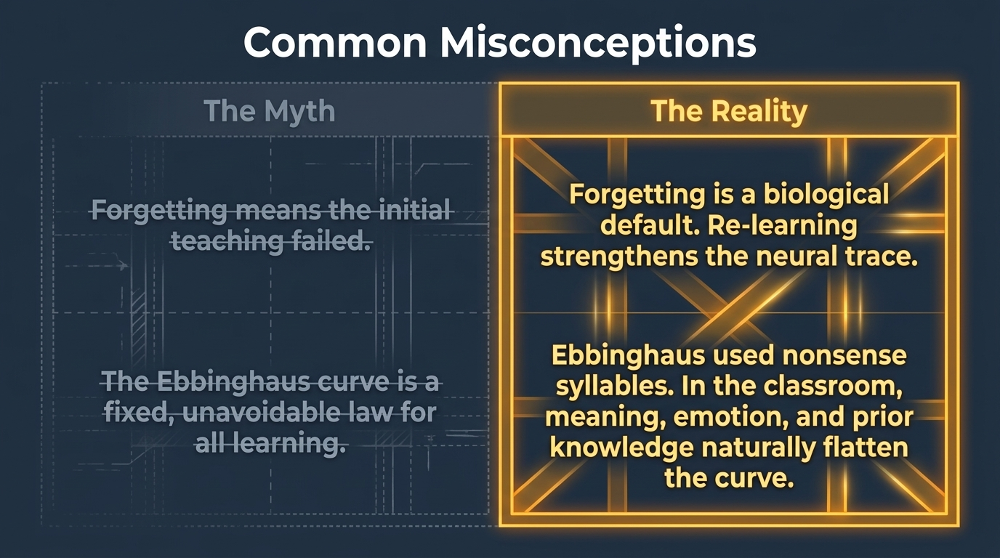 Common Misconceptions
The Myth
Forgetting means the initial
teaching failed.
The Ebbinghaus curve is a
fixed, unavoidable law for
all learning.
The Reality
Forgetting is a biological
default. Re-learning
strengthens the neural trace.
Ebbinghaus used nonsense
syllables. In the classroom,
meaning, emotion, and prior
knowledge naturally flatten
the curve.